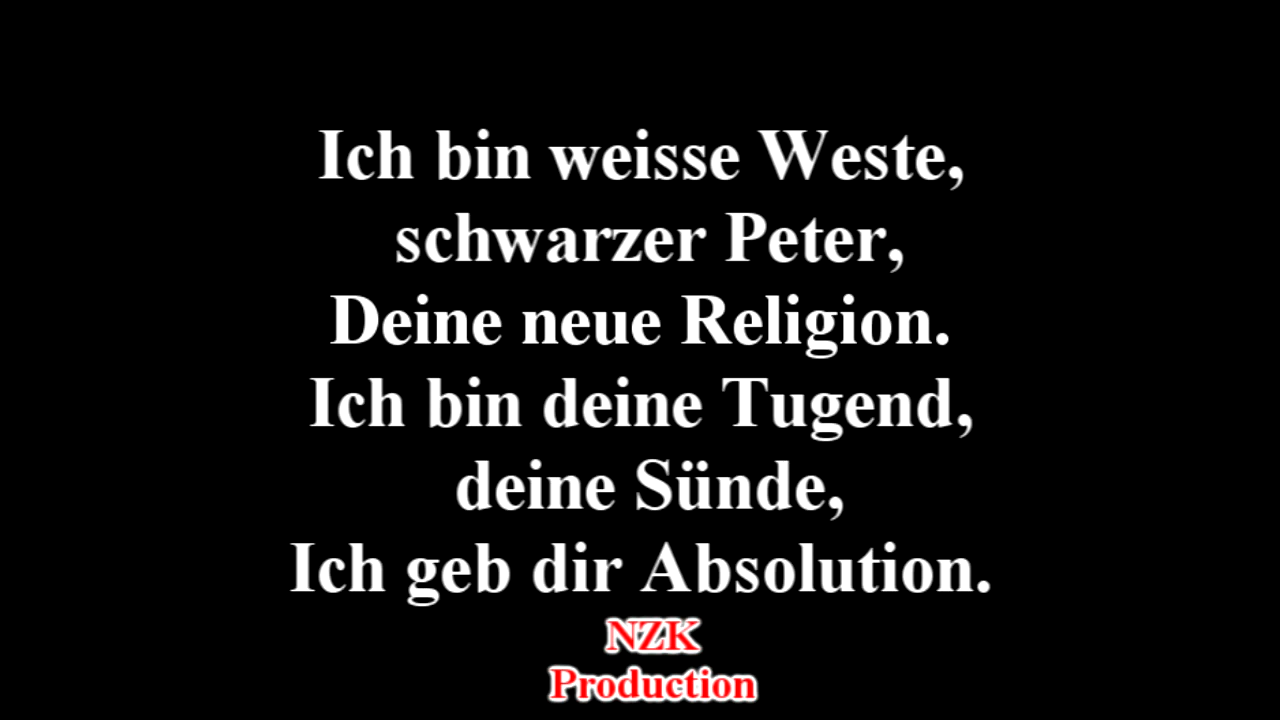 Ich bin weisse Weste,
schwarzer Peter,
Deine neue Religion.
Ich bin deine Tugend,
deine Sünde,
Ich geb dir Absolution.
NZK
Production